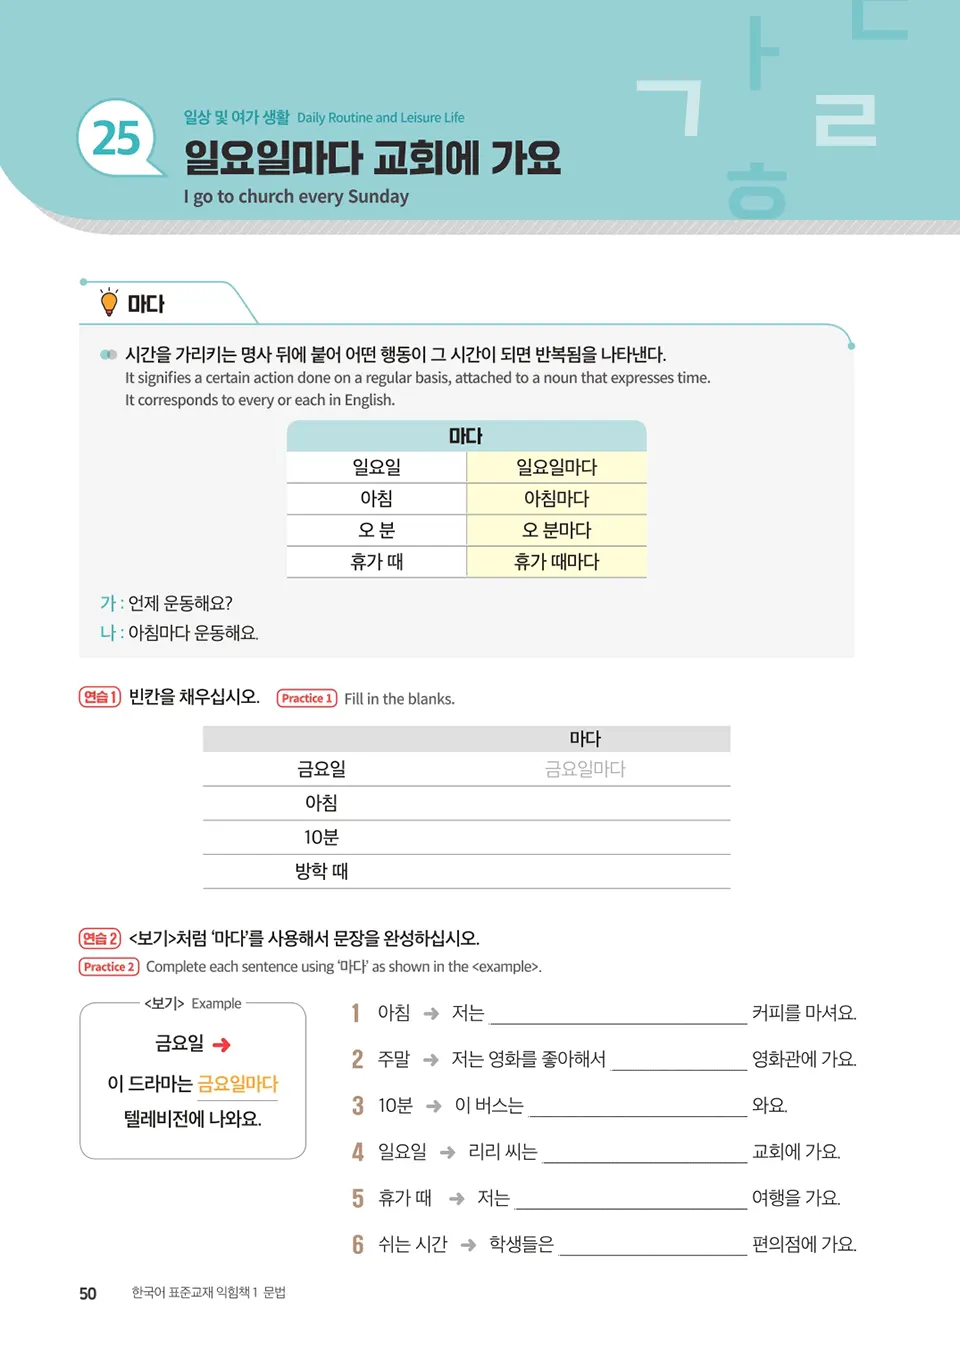 ㄱ ㅏ ㄴ ㄹ ㅎ
25
일상 및 여가 생활 Daily Routine and Leisure Life
일요일마다 교회에 가요
I go to church every Sunday
마다
시간을 가리키는 명사 뒤에 붙어 어떤 행동이 그 시간이 되면 반복됨을 나타낸다.
It signifies a certain action done on a regular basis, attached to a noun that expresses time.
It corresponds to every or each in English.
마다
일요일 일요일마다
아침 아침마다
오 분 오 분마다
휴가 때 휴가 때마다
가 : 언제 운동해요?
나 : 아침마다 운동해요.
연습 1 빈칸을 채우십시오. Practice 1 Fill in the blanks.
마다
금요일 금요일마다
아침
10분
방학 때
연습 2 <보기>처럼 ‘마다’를 사용해서 문장을 완성하십시오.
Practice 2 Complete each sentence using ‘마다’ as shown in the <example>.
<보기> Example
금요일 ➜
이 드라마는 금요일마다
텔레비전에 나와요.
1 아침 ➜ 저는 ____ 커피를 마셔요.
2 주말 ➜ 저는 영화를 좋아해서 ____ 영화관에 가요.
3 10분 ➜ 이 버스는 ____ 와요.
4 일요일 ➜ 리리 씨는 ____ 교회에 가요.
5 휴가 때 ➜ 저는 ____ 여행을 가요.
6 쉬는 시간 ➜ 학생들은 ____ 편의점에 가요.
50 한국어 표준교재 익힘책 1 문법